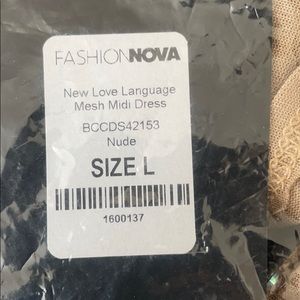 FASHIONNOVA
New Love Language
Mesh Midi Dress
BCCDS42153
Nude
SIZE L
1600137